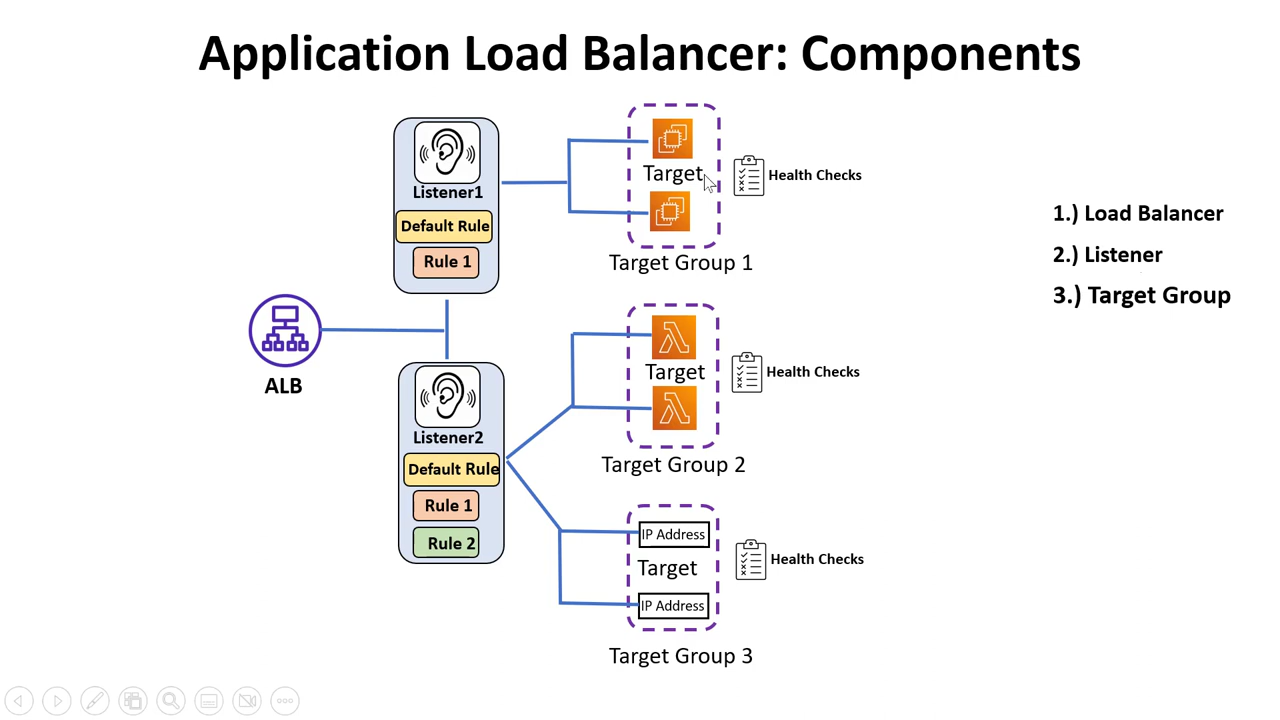 Application Load Balancer: Components
Listener1
Default Rule
Rule 1
Target
Health Checks
Target Group 1
1.) Load Balancer
2.) Listener
3.) Target Group
ALB
Listener2
Default Rule
Rule 1
Rule 2
Target
Health Checks
Target Group 2
IP Address
Target
IP Address
Health Checks
Target Group 3